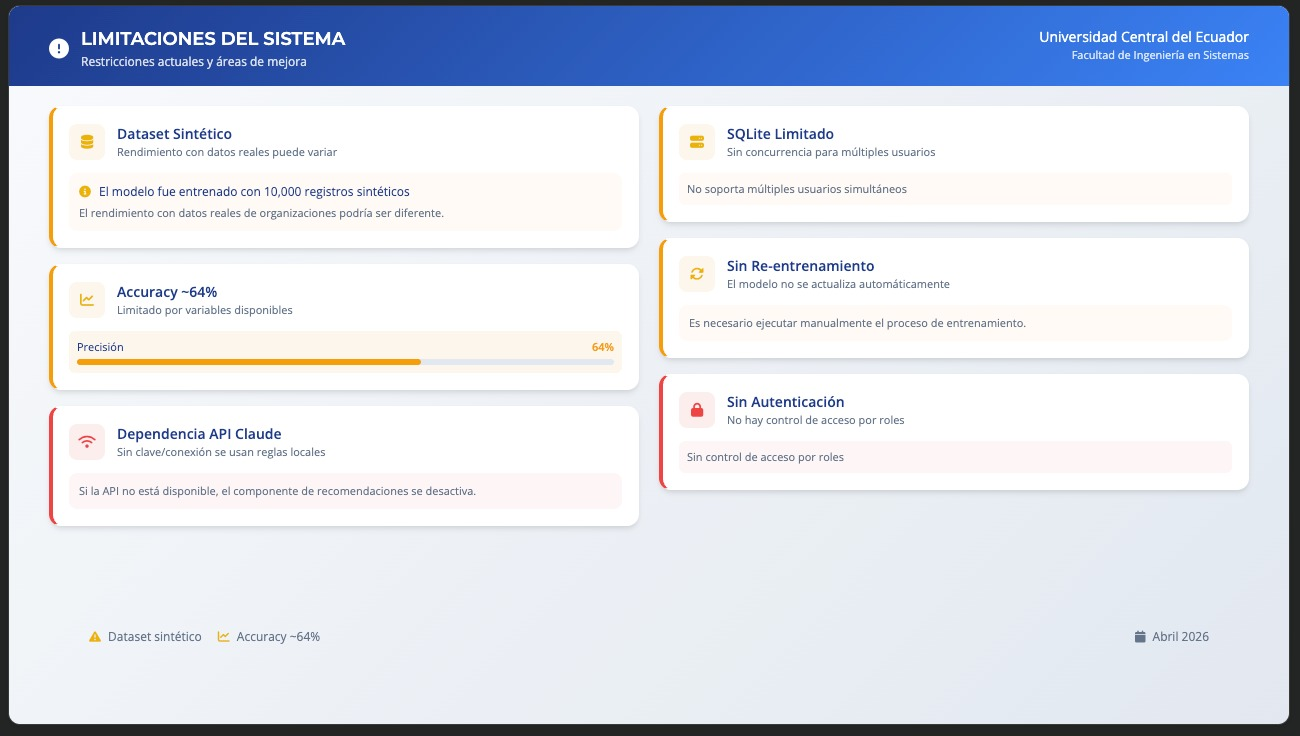 LIMITACIONES DEL SISTEMA
Restricciones actuales y áreas de mejora
Universidad Central del Ecuador
Facultad de Ingeniería en Sistemas
Dataset Sintético
Rendimiento con datos reales puede variar
El modelo fue entrenado con 10,000 registros sintéticos
El rendimiento con datos reales de organizaciones podría ser diferente.
Accuracy ~64%
Limitado por variables disponibles
Precisión 64%
Dependencia API Claude
Sin clave/conexión se usan reglas locales
Si la API no está disponible, el componente de recomendaciones se desactiva.
SQLite Limitado
Sin concurrencia para múltiples usuarios
No soporta múltiples usuarios simultáneos
Sin Re-entrenamiento
El modelo no se actualiza automáticamente
Es necesario ejecutar manualmente el proceso de entrenamiento.
Sin Autenticación
No hay control de acceso por roles
Sin control de acceso por roles
Dataset sintético Accuracy ~64%
Abril 2026